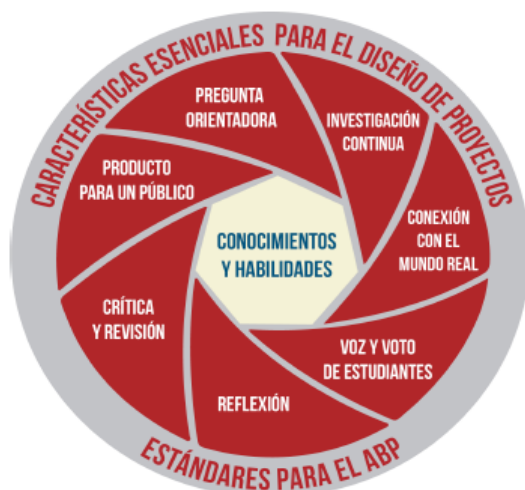 CARACTERÍSTICAS ESENCIALES PARA EL DISEÑO DE PROYECTOS
PREGUNTA
ORIENTADORA
INVESTIGACIÓN
CONTINUA
CONEXIÓN
CON EL
MUNDO REAL
VOZ Y VOTO
DE ESTUDIANTES
REFLEXIÓN
CRÍTICA
Y REVISIÓN
PRODUCTO
PARA UN PÚBLICO
CONOCIMIENTOS
Y HABILIDADES
ESTÁNDARES PARA EL ABP